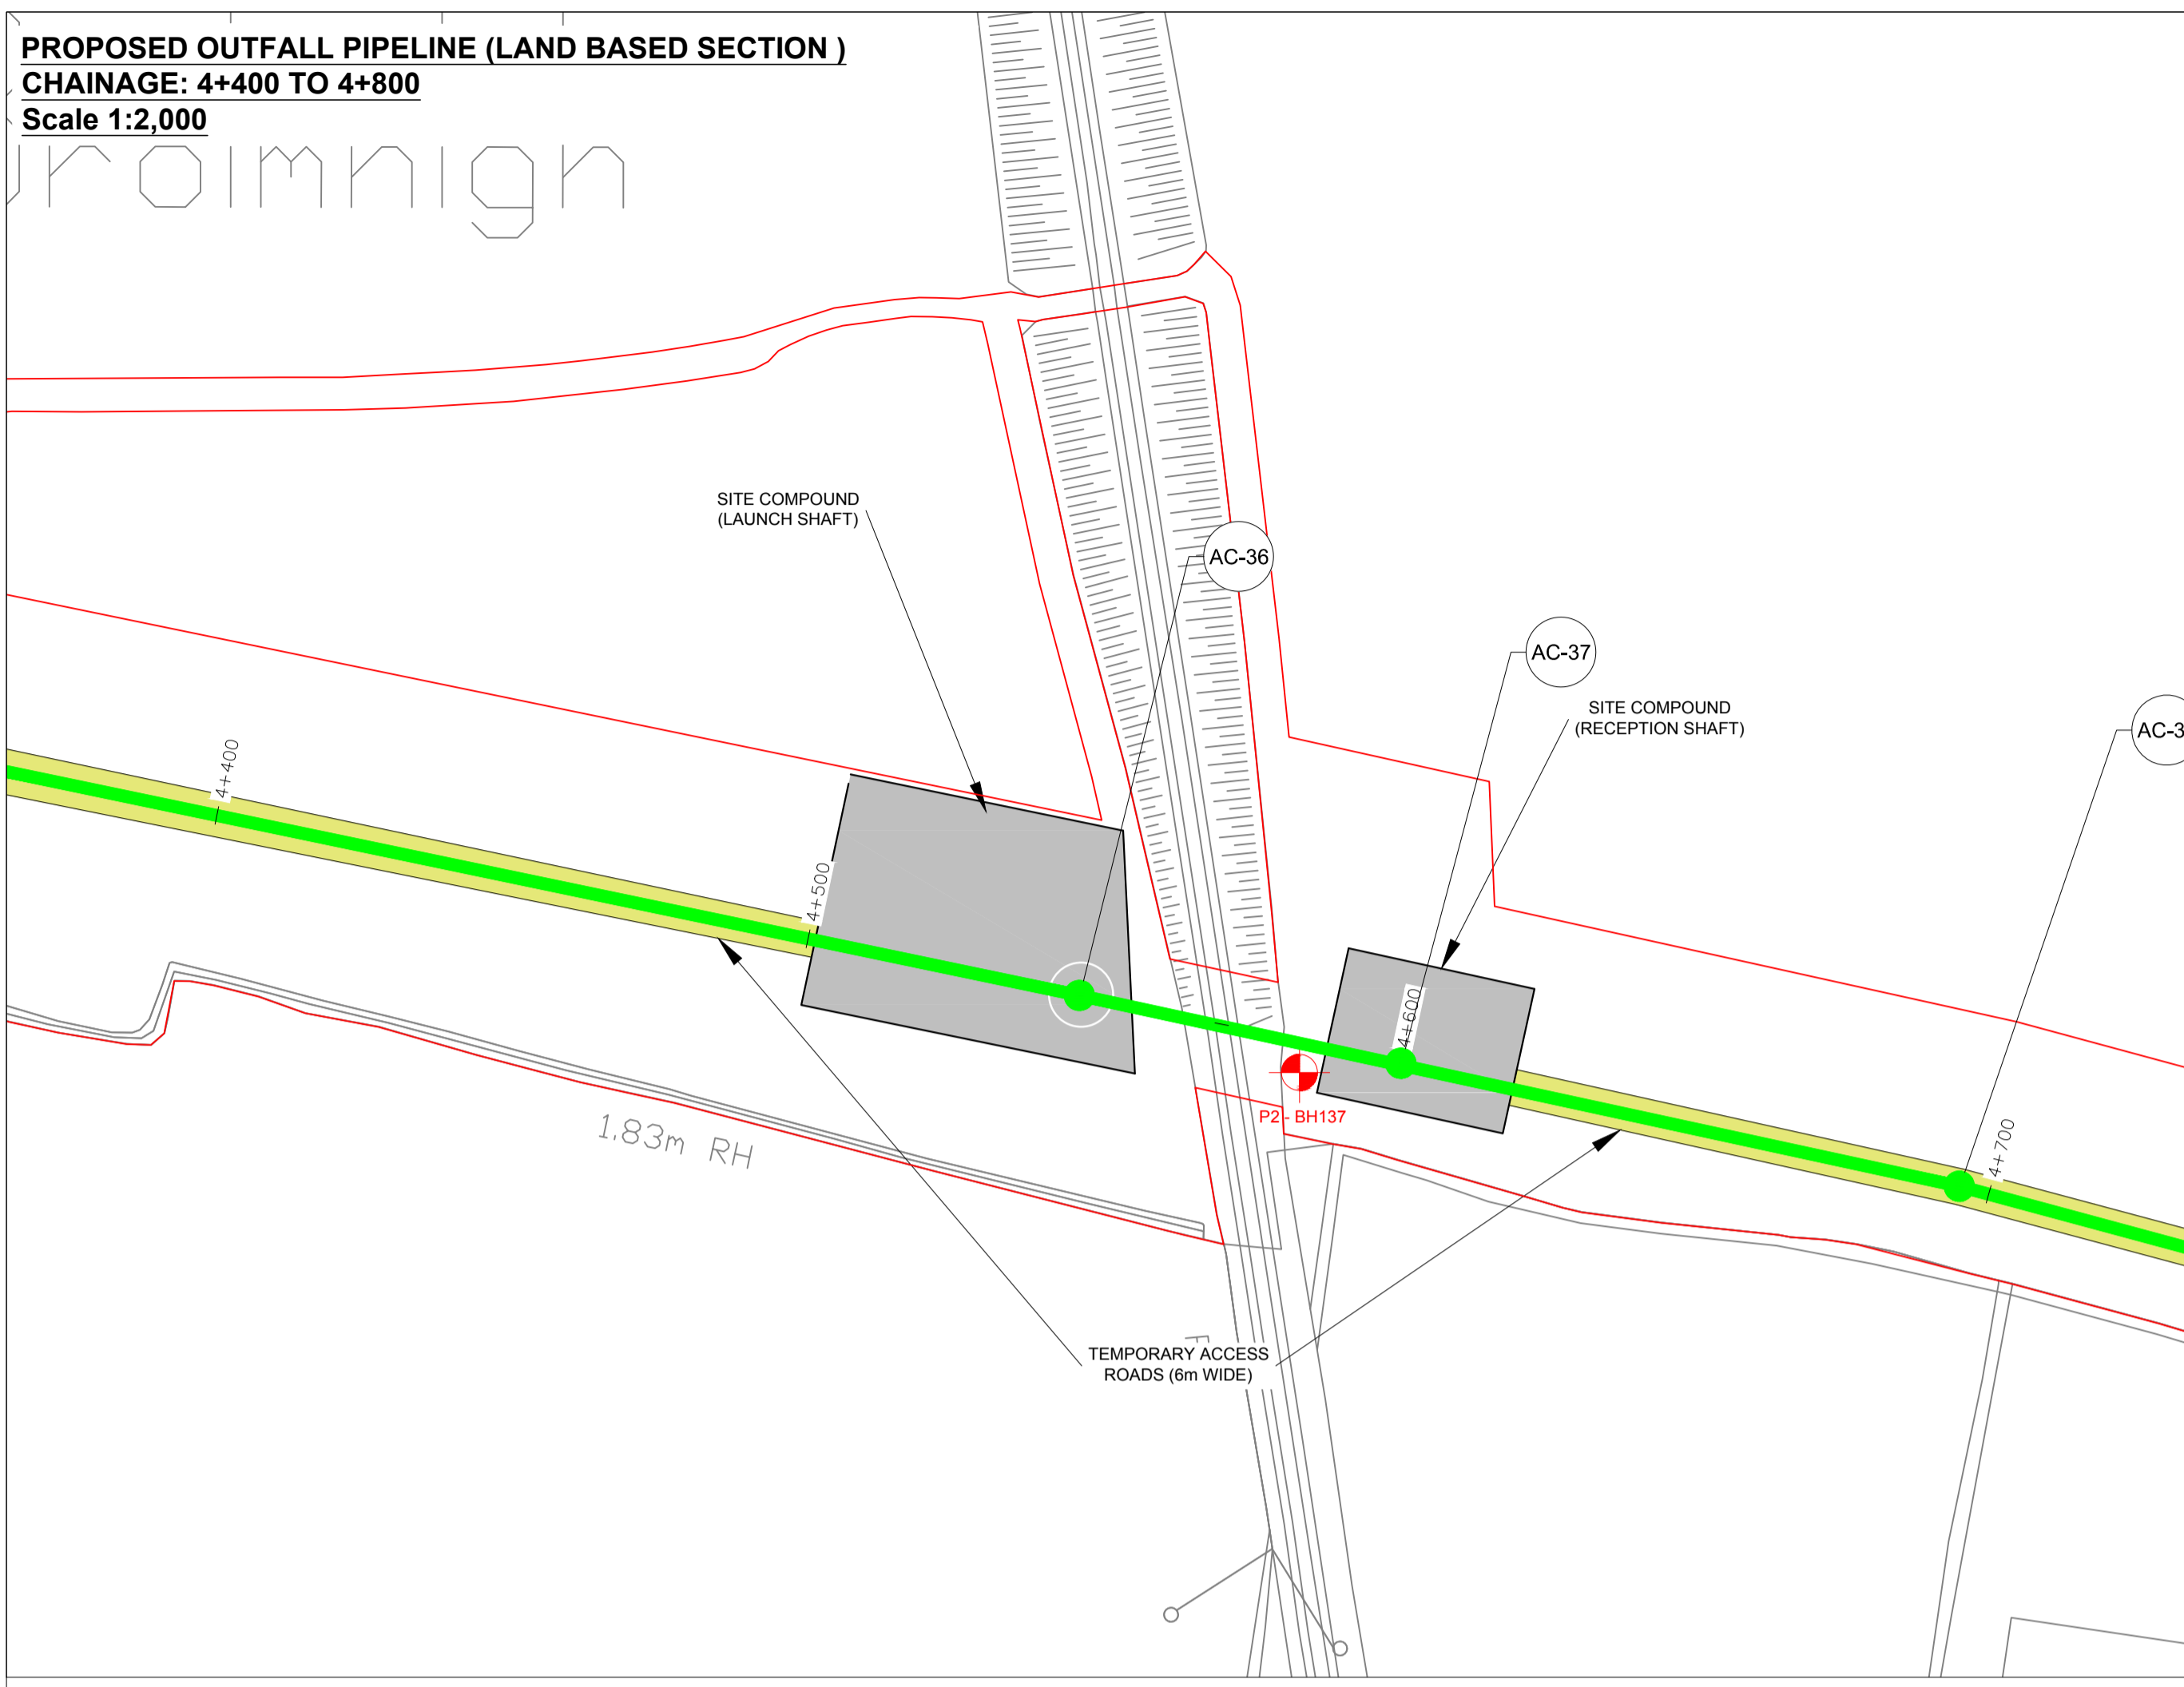 PROPOSED OUTFALL PIPELINE (LAND BASED SECTION )
CHAINAGE: 4+400 TO 4+800
Scale 1:2,000
SITE COMPOUND
(LAUNCH SHAFT)
AC-36
AC-37
SITE COMPOUND
(RECEPTION SHAFT)
AC-3
4+400
4+500
4+600
4+700
P2 - BH137
1.83m RH
TEMPORARY ACCESS
ROADS (6m WIDE)